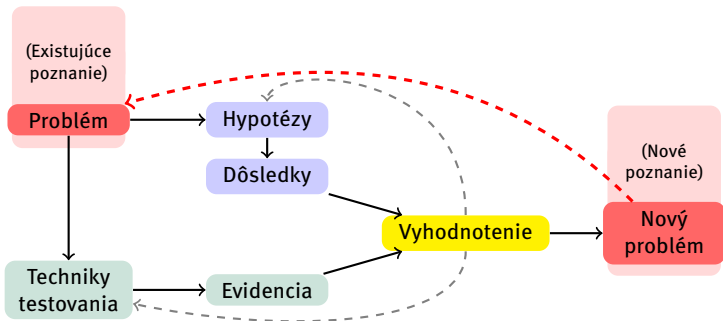 (Existujúce
poznanie)
Problém
Hypotézy
Dôsledky
Techniky
testovania
Evidencia
Vyhodnotenie
(Nové
poznanie)
Nový
problém